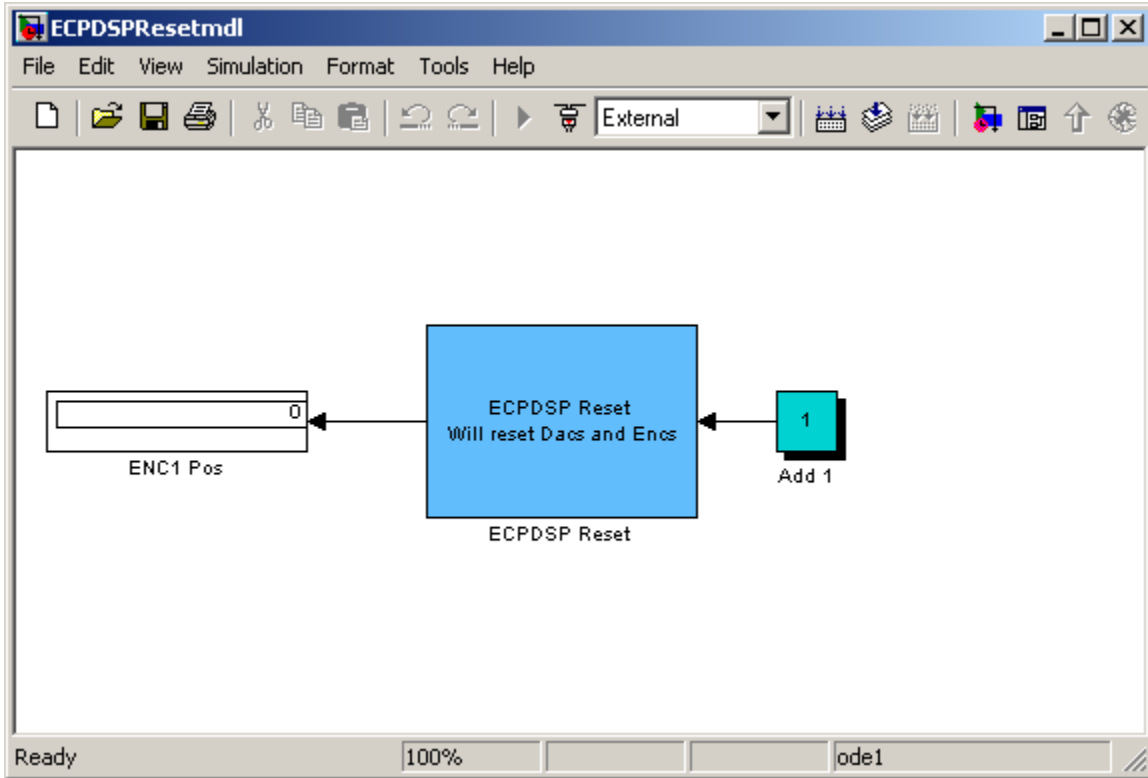 ECPDSPResetmdl
File Edit View Simulation Format Tools Help
External
0
ENC1 Pos
ECPDSP Reset
Will reset Dacs and Encs
ECPDSP Reset
1
Add 1
Ready 100% ode1